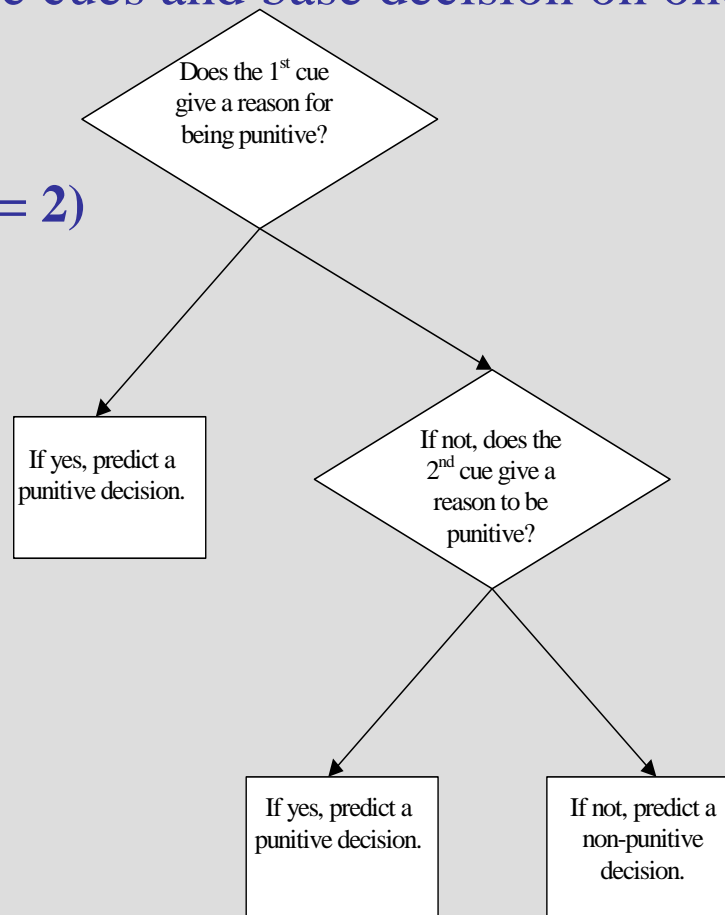 e cues and base decision on on
Does the 1st cue
give a reason for
being punitive?
= 2)
If yes, predict a
punitive decision.
If not, does the
2nd cue give a
reason to be
punitive?
If yes, predict a
punitive decision.
If not, predict a
non-punitive
decision.